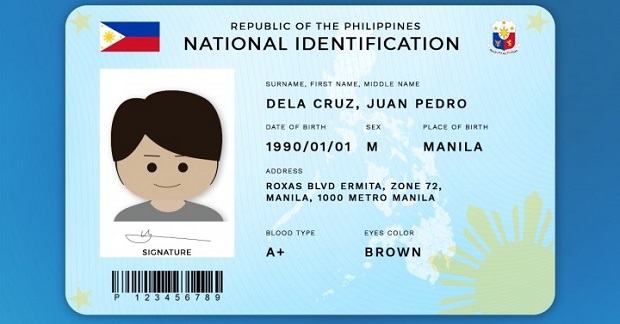 REPUBLIC OF THE PHILIPPINES
NATIONAL IDENTIFICATION
SURNAME, FIRST NAME, MIDDLE NAME
DELA CRUZ, JUAN PEDRO
DATE OF BIRTH SEX PLACE OF BIRTH
1990/01/01 M MANILA
ADDRESS
ROXAS BLVD ERMITA, ZONE 72,
MANILA, 1000 METRO MANILA
BLOOD TYPE EYES COLOR
A+ BROWN
SIGNATURE
P 123456789